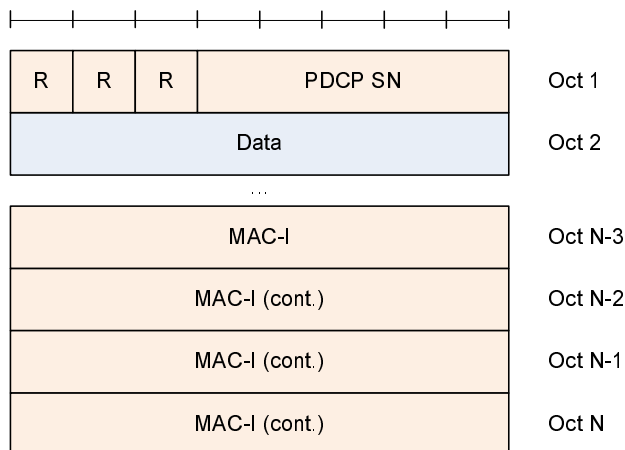 R R R PDCP SN Oct 1
Data Oct 2
...
MAC-I Oct N-3
MAC-I (cont.) Oct N-2
MAC-I (cont.) Oct N-1
MAC-I (cont.) Oct N